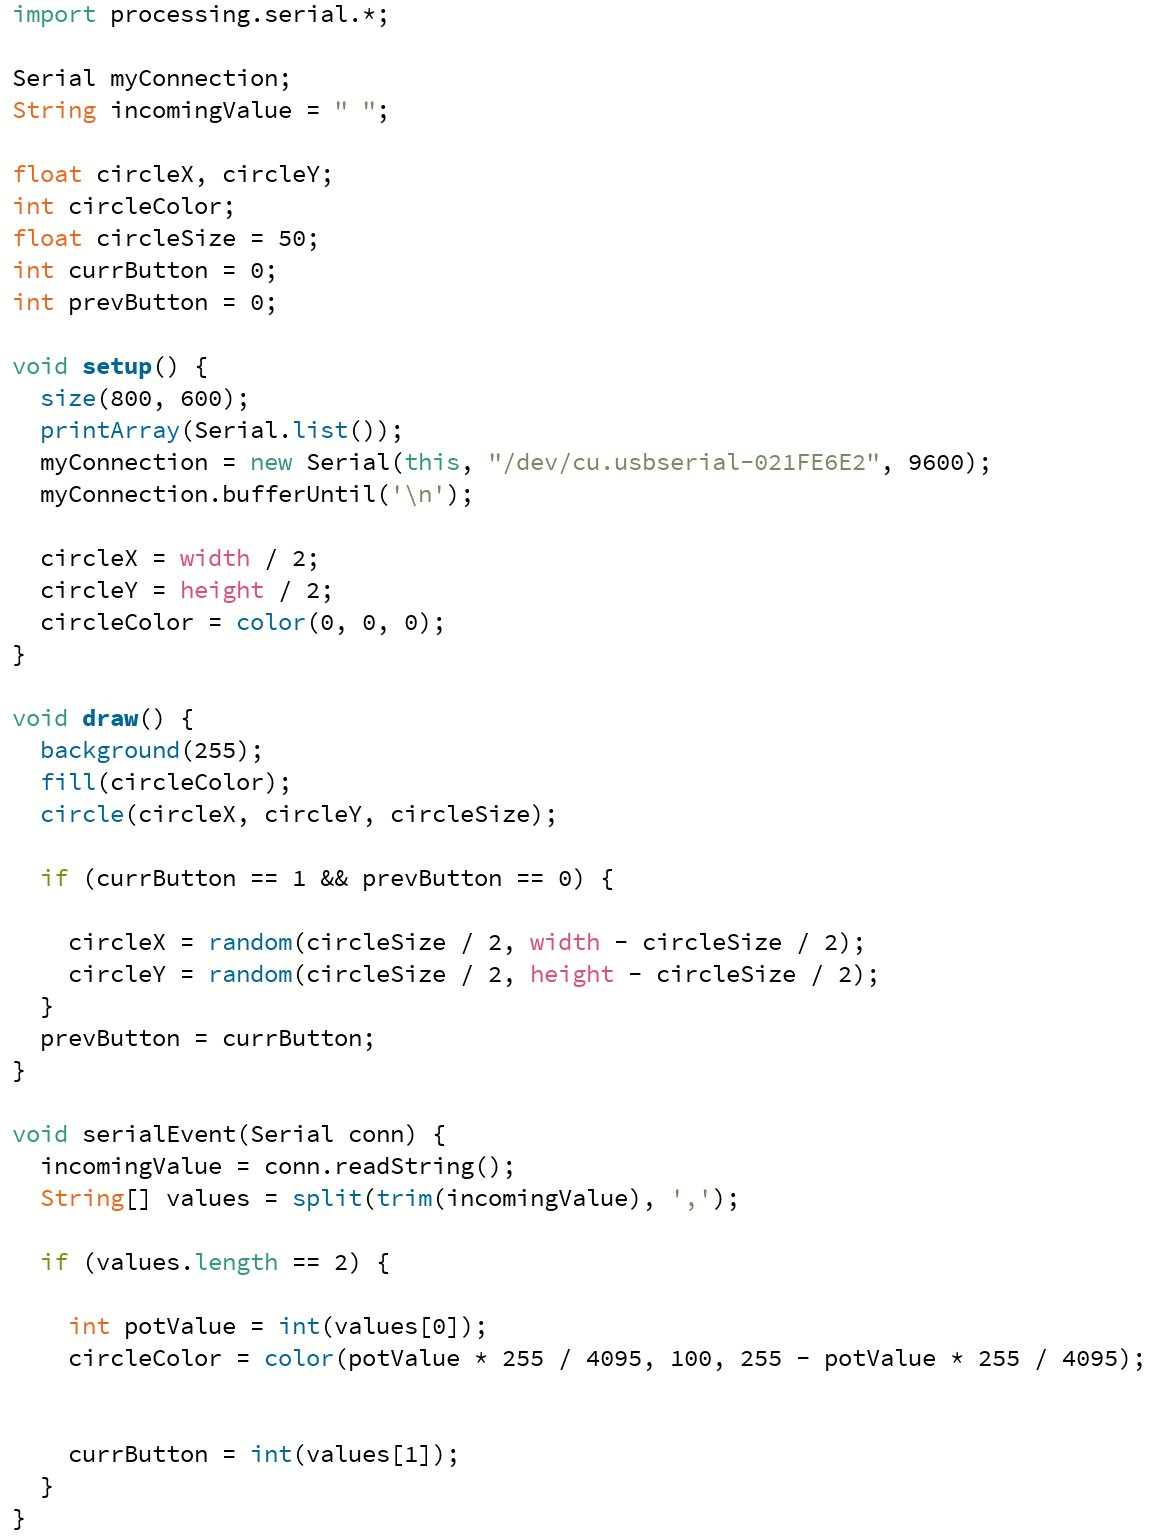 import processing.serial.*;

Serial myConnection;
String incomingValue = " ";

float circleX, circleY;
int circleColor;
float circleSize = 50;
int currButton = 0;
int prevButton = 0;

void setup() {
  size(800, 600);
  printArray(Serial.list());
  myConnection = new Serial(this, "/dev/cu.usbserial-021FE6E2", 9600);
  myConnection.bufferUntil('\n');

  circleX = width / 2;
  circleY = height / 2;
  circleColor = color(0, 0, 0);
}

void draw() {
  background(255);
  fill(circleColor);
  circle(circleX, circleY, circleSize);

  if (currButton == 1 && prevButton == 0) {

    circleX = random(circleSize / 2, width - circleSize / 2);
    circleY = random(circleSize / 2, height - circleSize / 2);
  }
  prevButton = currButton;
}

void serialEvent(Serial conn) {
  incomingValue = conn.readString();
  String[] values = split(trim(incomingValue), ',');

  if (values.length == 2) {

    int potValue = int(values[0]);
    circleColor = color(potValue * 255 / 4095, 100, 255 - potValue * 255 / 4095);


    currButton = int(values[1]);
  }
}